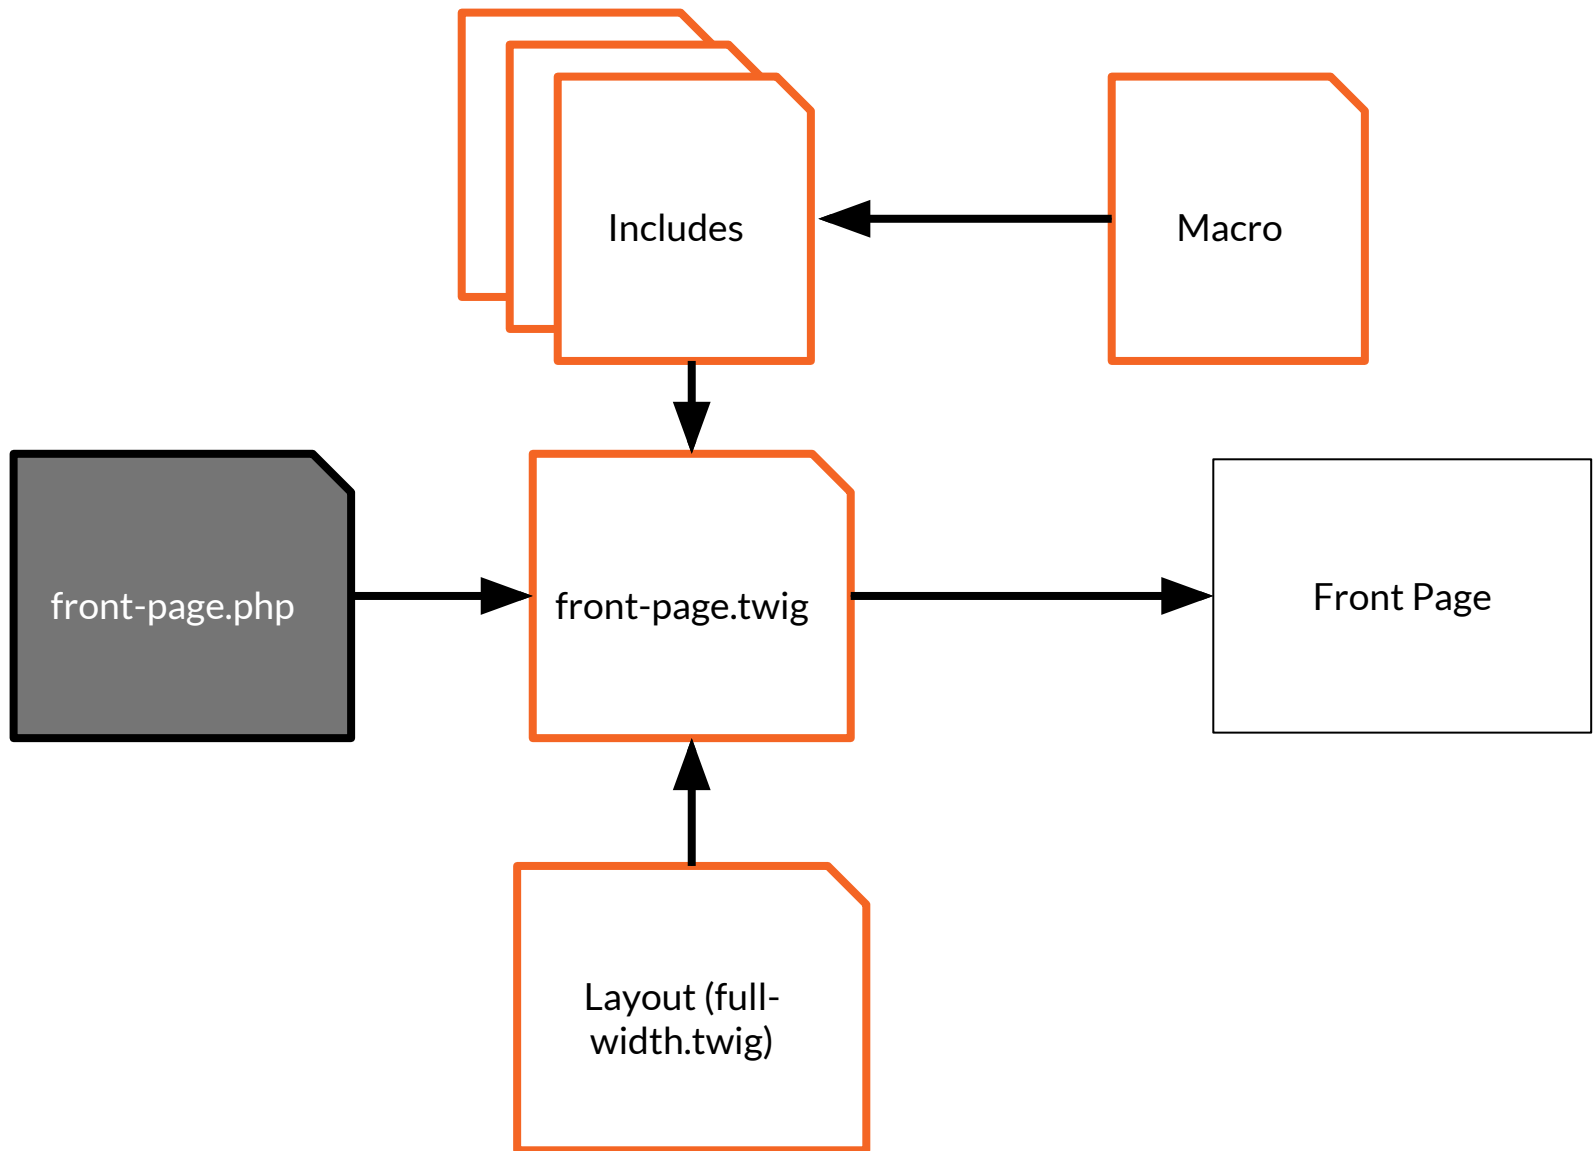 Includes
Macro
front-page.php
front-page.twig
Front Page
Layout (full-
width.twig)